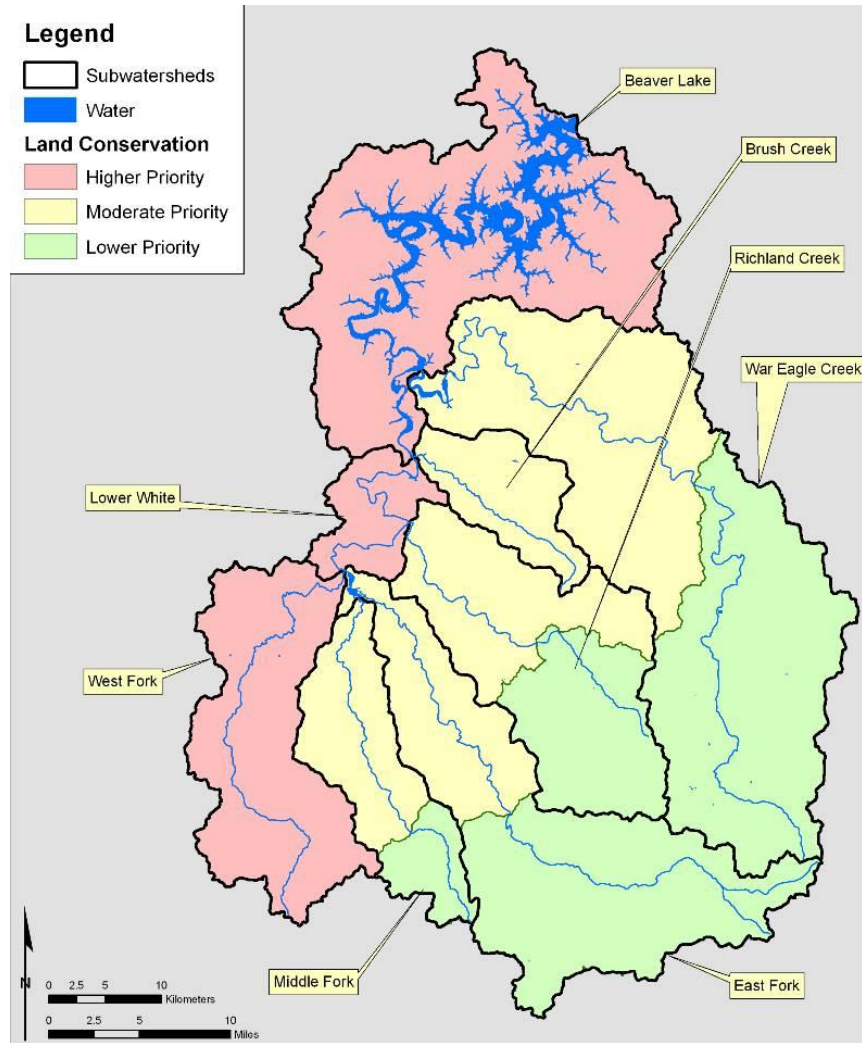 Legend
Subwatersheds
Water
Land Conservation
Higher Priority
Moderate Priority
Lower Priority
Beaver Lake
Brush Creek
Richland Creek
War Eagle Creek
Lower White
West Fork
Middle Fork
East Fork
N
0 2.5 5 10
Kilometers
0 2.5 5 10
Miles